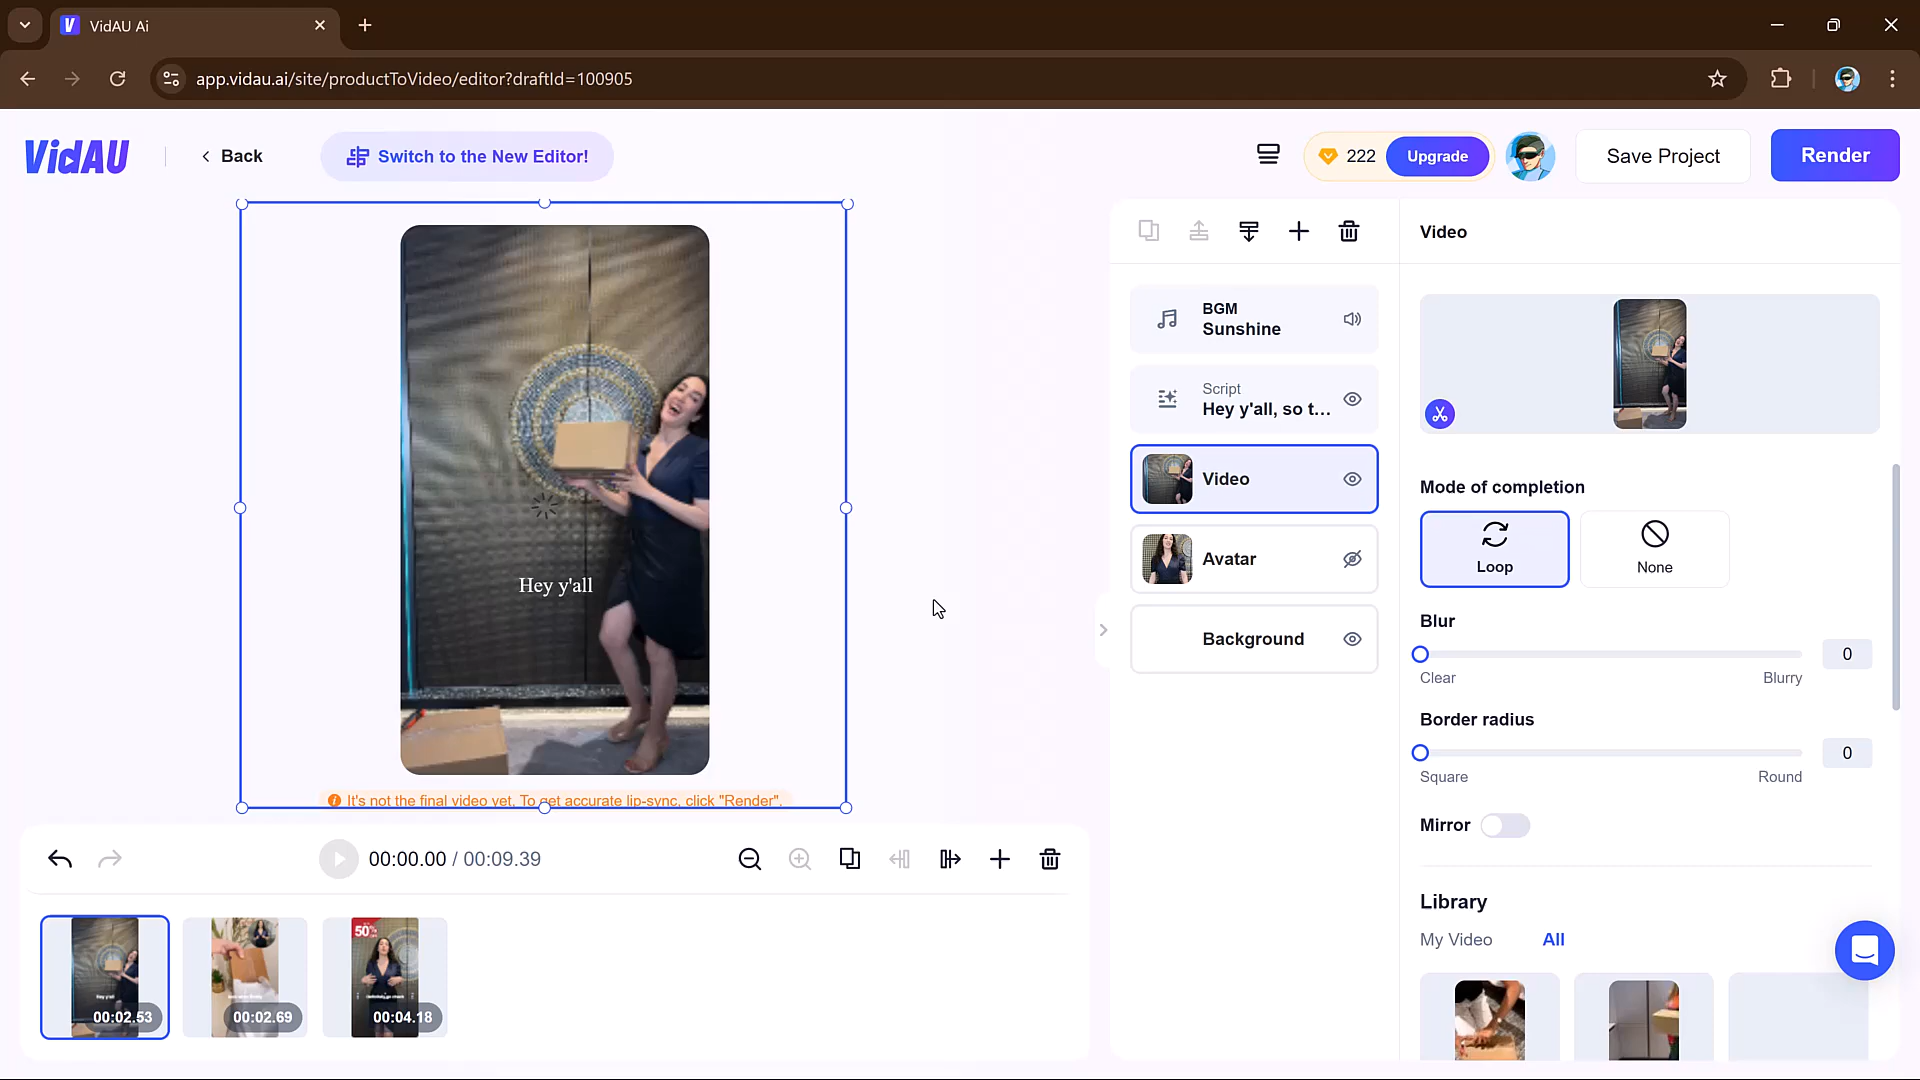 VidAU Ai
app.vidau.ai/site/productToVideo/editor?draftId=100905
VidAU
Back
Switch to the New Editor!
222
Upgrade
Save Project
Render
Video
BGM
Sunshine
Script
Hey y'all, so t...
Video
Avatar
Background
Mode of completion
Loop
None
Blur
0
Clear
Blurry
Border radius
0
Square
Round
Mirror
Library
My Video
All
Hey y'all
It's not the final video yet, To get accurate lip-sync, click "Render".
00:00.00 / 00:09.39
Hey y'all
00:02.53
00:02.69
50%
00:04.18